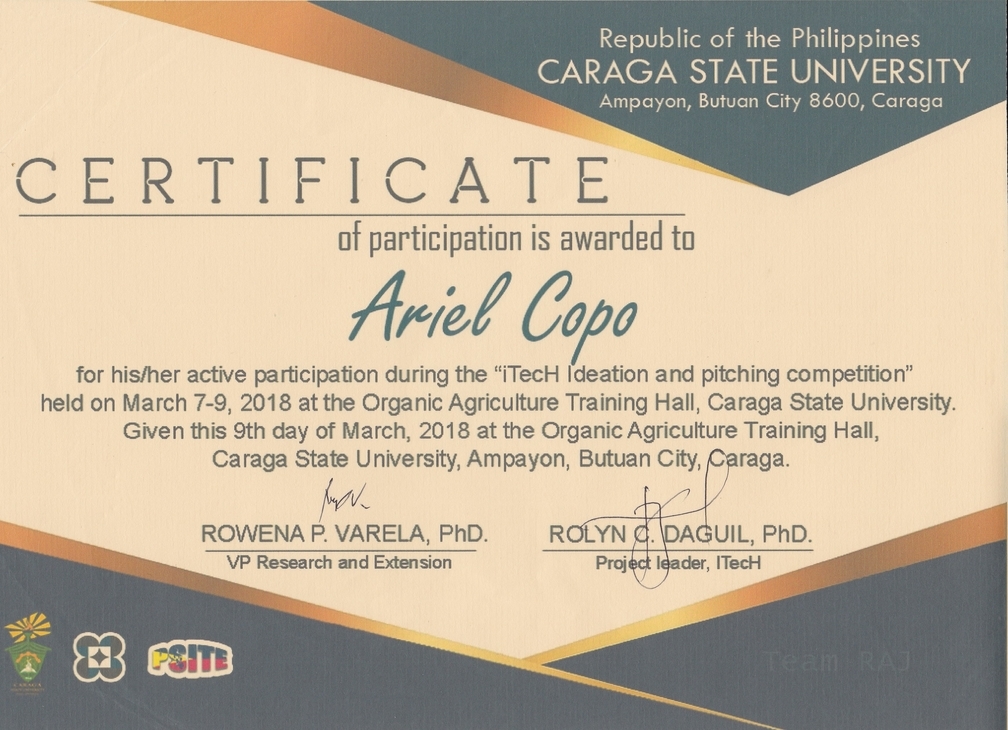 Republic of the Philippines
CARAGA STATE UNIVERSITY
Ampayon, Butuan City 8600, Caraga
CERTIFICATE
of participation is awarded to
Ariel Copo
for his/her active participation during the “iTecH Ideation and pitching competition”
held on March 7-9, 2018 at the Organic Agriculture Training Hall, Caraga State University.
Given this 9th day of March, 2018 at the Organic Agriculture Training Hall,
Caraga State University, Ampayon, Butuan City, Caraga.
ROWENA P. VARELA, PhD.
VP Research and Extension
ROLYN C. DAGUIL, PhD.
Project leader, ITecH
PSITE
Team RAJ